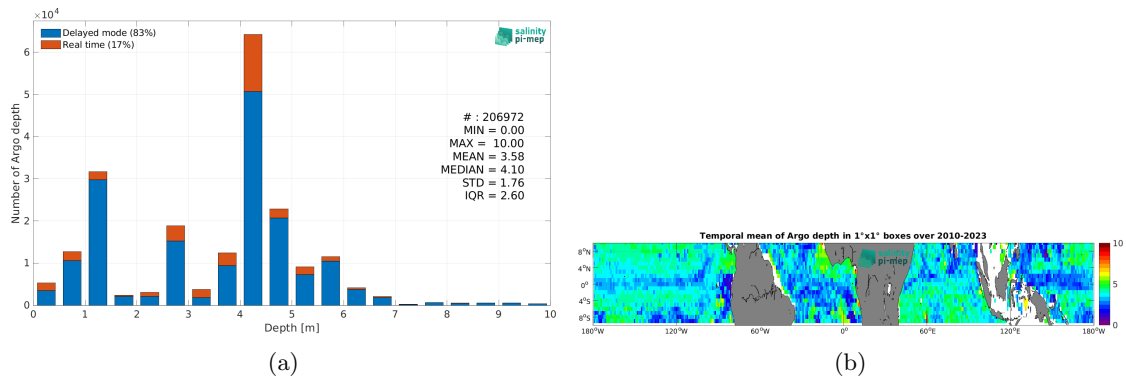 ×10⁴
Delayed mode (83%)
Real time (17%)
salinity
pi-mep
# : 206972
MIN = 0.00
MAX = 10.00
MEAN = 3.58
MEDIAN = 4.10
STD = 1.76
IQR = 2.60
Number of Argo depth
6
5
4
3
2
1
0
0 1 2 3 4 5 6 7 8 9 10
Depth [m]
(a)
Temporal mean of Argo depth in 1°x1° boxes over 2010-2023
salinity
pi-mep
8°N
4°N
0°
4°S
8°S
180°W 120°W 60°W 0° 60°E 120°E 180°W
10
5
0
(b)